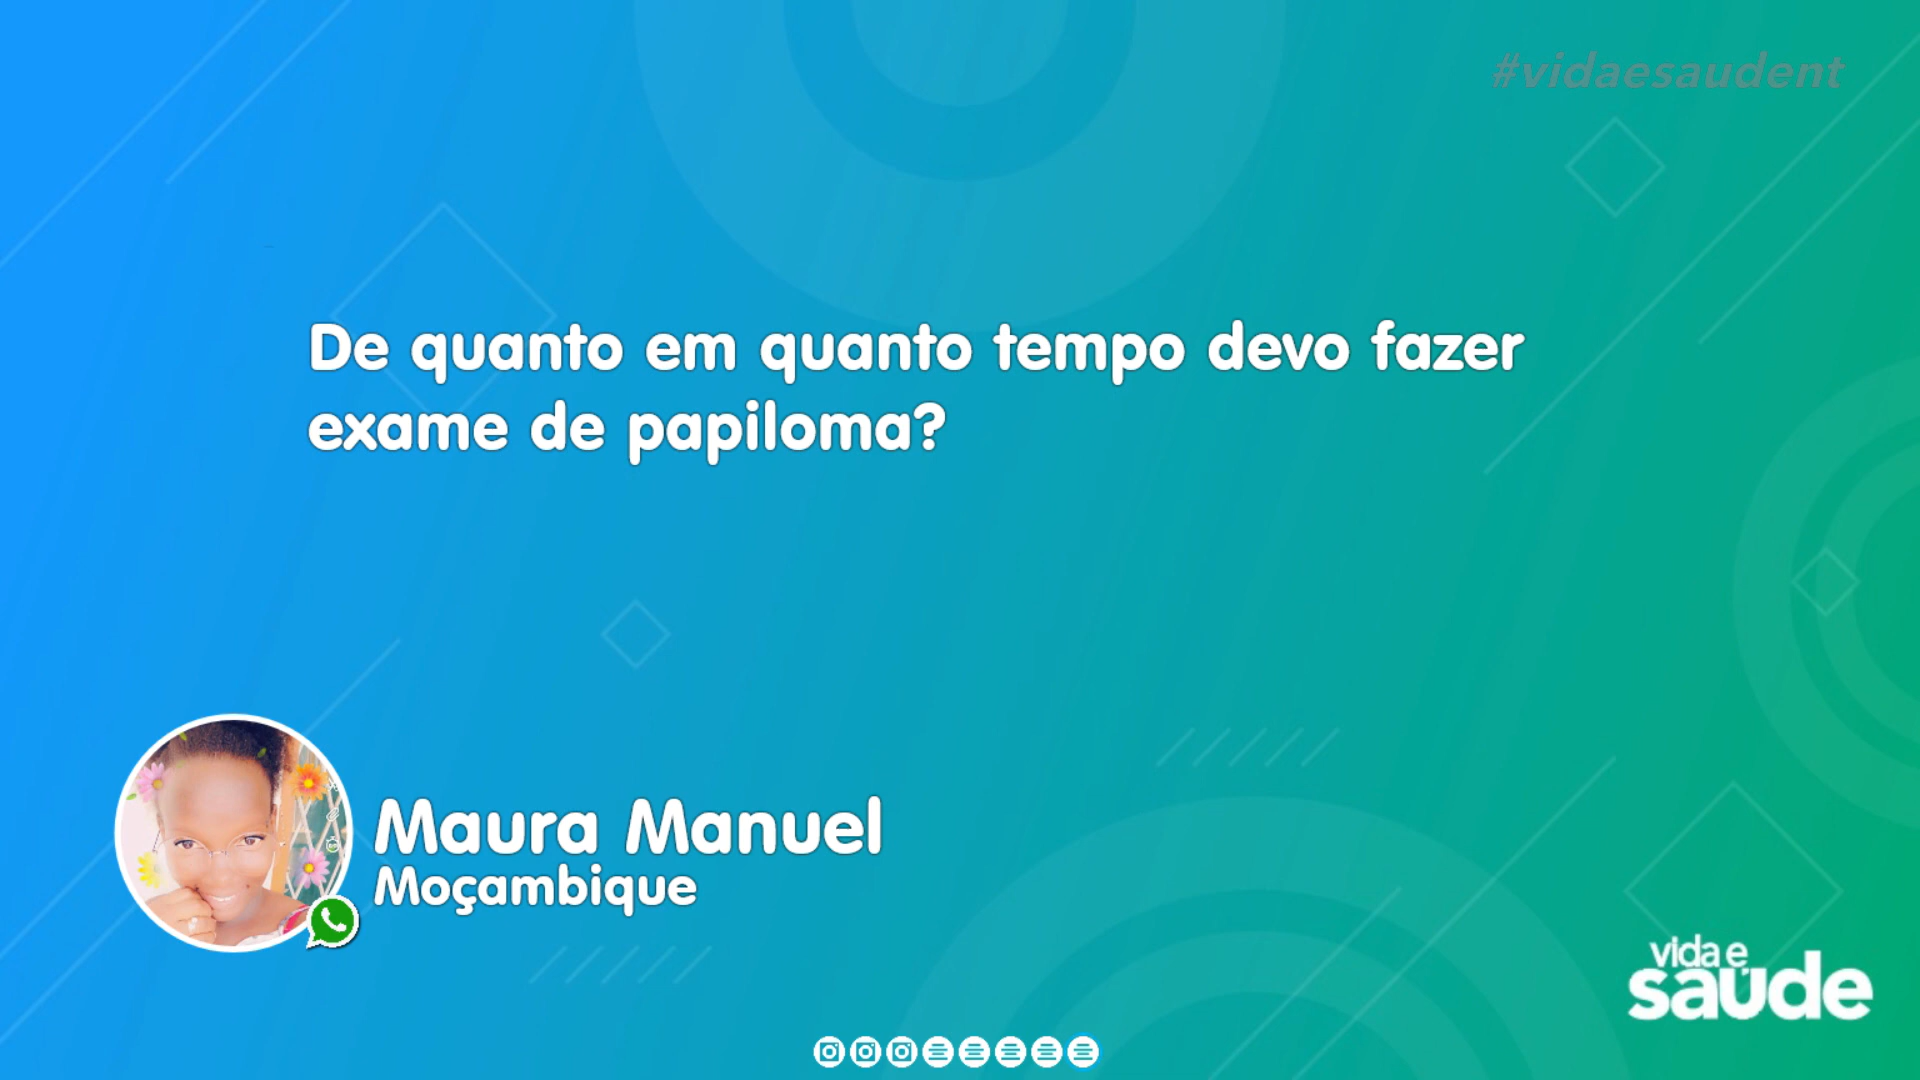 #vidaesaudent
De quanto em quanto tempo devo fazer
exame de papiloma?
Maura Manuel
Moçambique
vida e
saúde